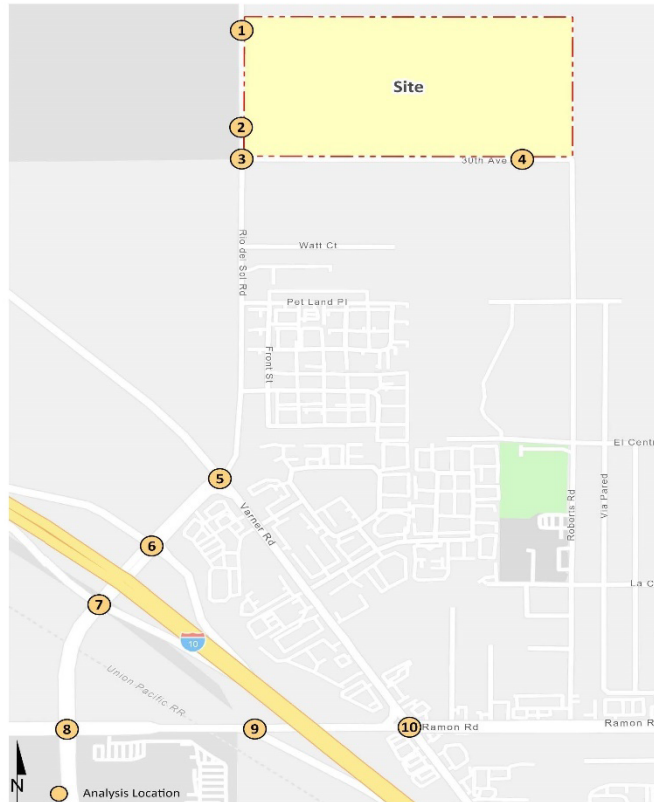 1
Site
2
3
4
30th Ave
Rio del Sol Rd
Watt Ct
Pot Land Pl
Front St
El Centr
Roberts Rd
Via Pared
5
Varner Rd
6
La C
7
10
Union Pacific RR
8
9
10
Ramon Rd
Ramon R
N
Analysis Location